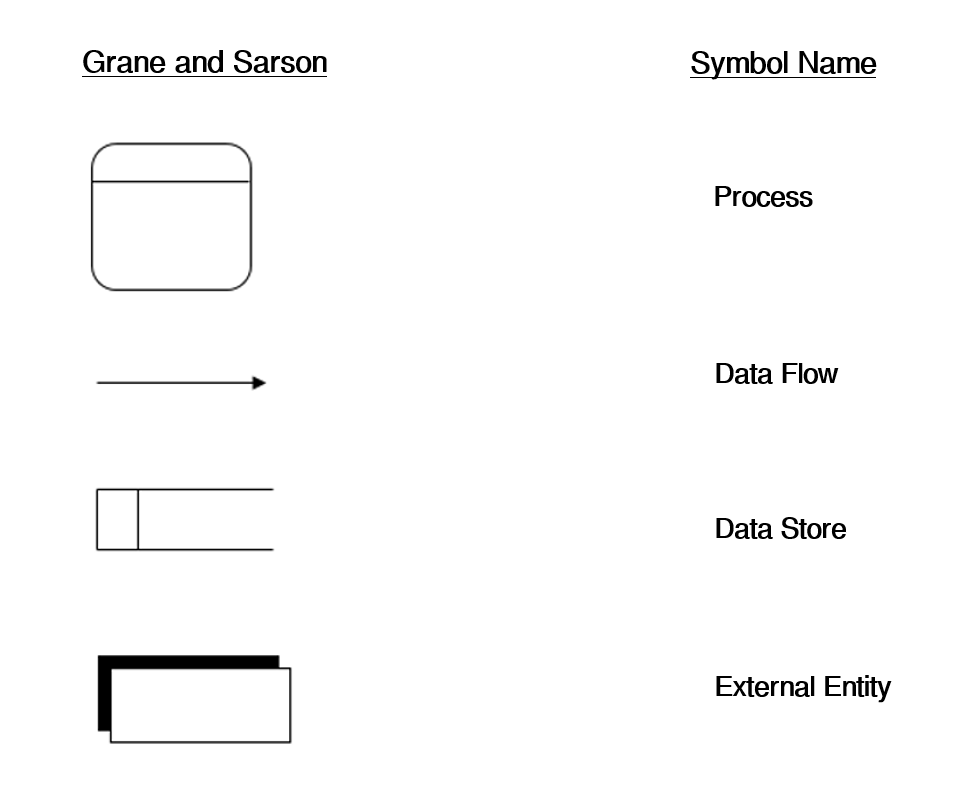 Grane and Sarson
Symbol Name
Process
Data Flow
Data Store
External Entity